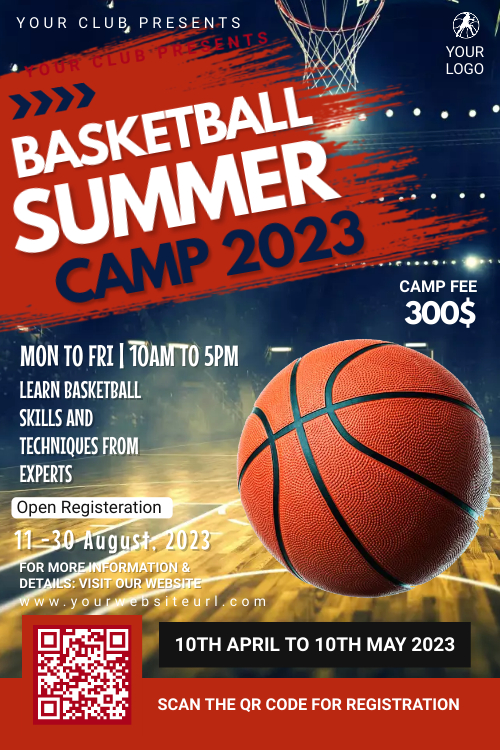 YOUR CLUB PRESENTS
YOUR CLUB PRESENTS
YOUR
LOGO
BASKETBALL
SUMMER
CAMP 2023
CAMP FEE
300$
MON TO FRI | 10AM TO 5PM
LEARN BASKETBALL
SKILLS AND
TECHNIQUES FROM
EXPERTS
Open Registeration
11 -30 August, 2023
FOR MORE INFORMATION &
DETAILS: VISIT OUR WEBSITE
www.yourwebsiteurl.com
10TH APRIL TO 10TH MAY 2023
SCAN THE QR CODE FOR REGISTRATION